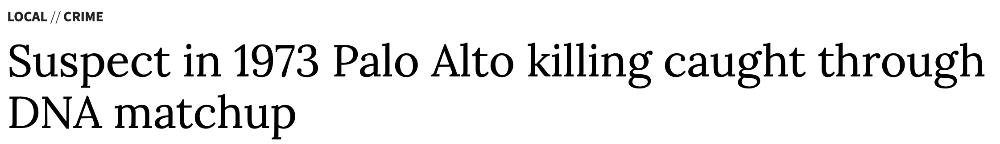 LOCAL // CRIME
Suspect in 1973 Palo Alto killing caught through
DNA matchup